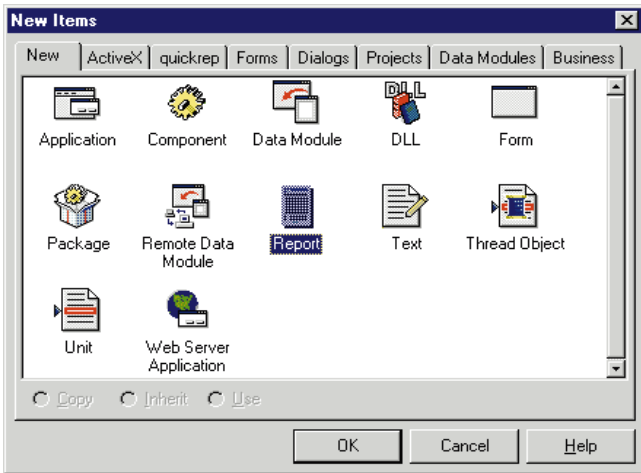 New Items
New ActiveX quickrep Forms Dialogs Projects Data Modules Business
DLL
Application Component Data Module DLL Form
Package Remote Data Module Report Text Thread Object
Unit Web Server Application
Copy Inherit Use
OK Cancel Help